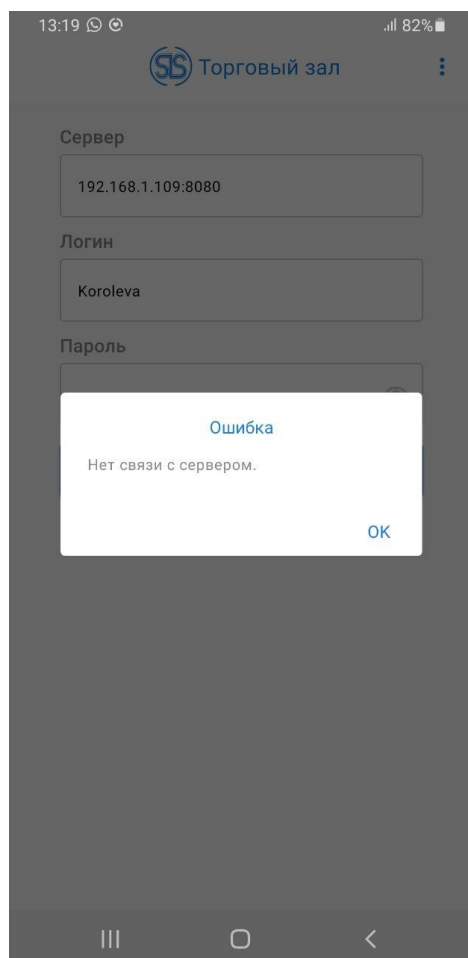 13:19 82%
SIS Торговый зал
Сервер
192.168.1.109:8080
Логин
Koroleva
Пароль
Ошибка
Нет связи с сервером.
OK